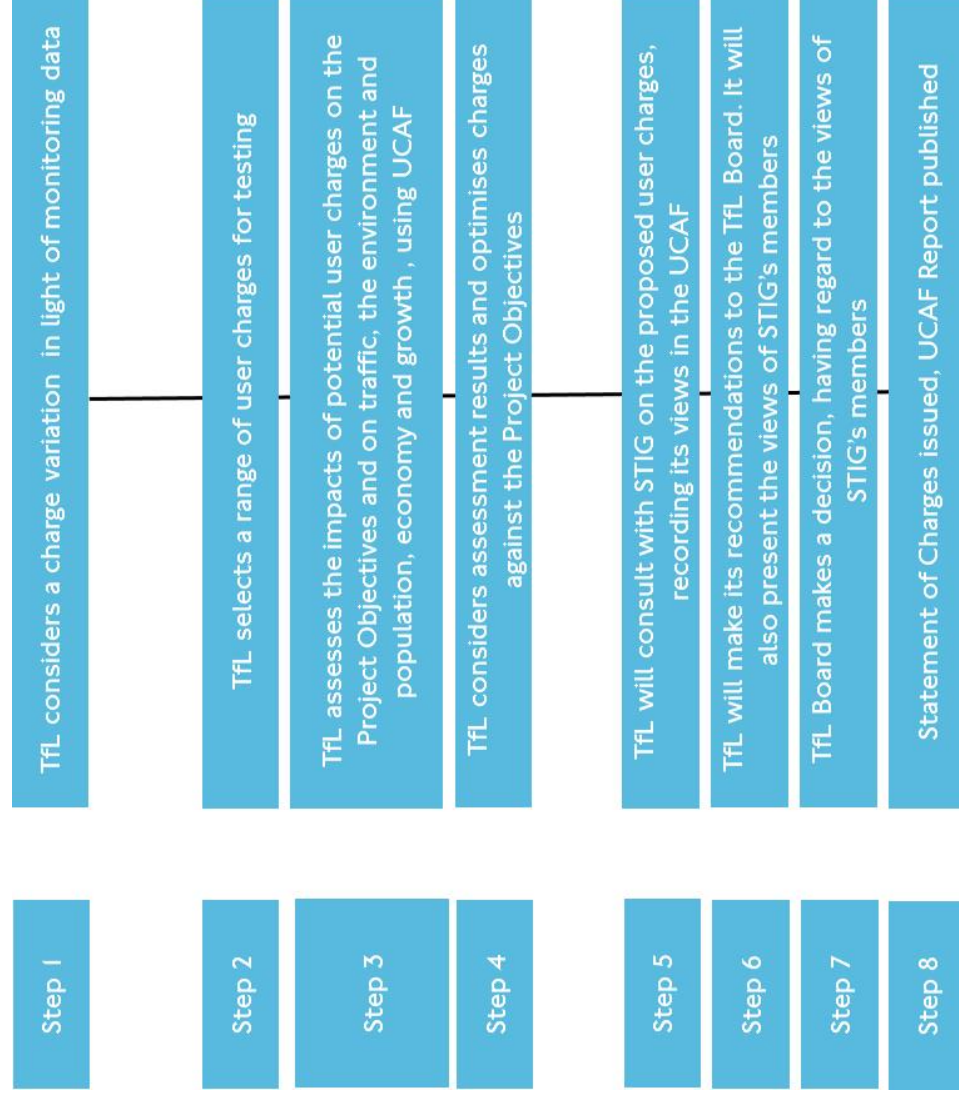 Step 1
TfL considers a charge variation in light of monitoring data
Step 2
TfL selects a range of user charges for testing
Step 3
TfL assesses the impacts of potential user charges on the
Project Objectives and on traffic, the environment and
population, economy and growth , using UCAF
Step 4
TfL considers assessment results and optimises charges
against the Project Objectives
Step 5
TfL will consult with STIG on the proposed user charges,
recording its views in the UCAF
Step 6
TfL will make its recommendations to the TfL Board. It will
also present the views of STIG's members
Step 7
TfL Board makes a decision, having regard to the views of
STIG's members
Step 8
Statement of Charges issued, UCAF Report published